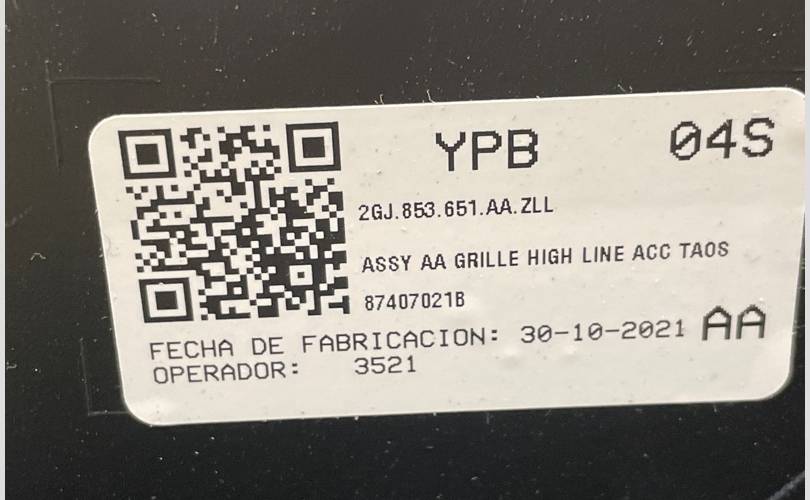 YPB 04S
2GJ.853.651.AA.ZLL
ASSY AA GRILLE HIGH LINE ACC TAOS
87407021B
FECHA DE FABRICACION: 30-10-2021 AA
OPERADOR: 3521